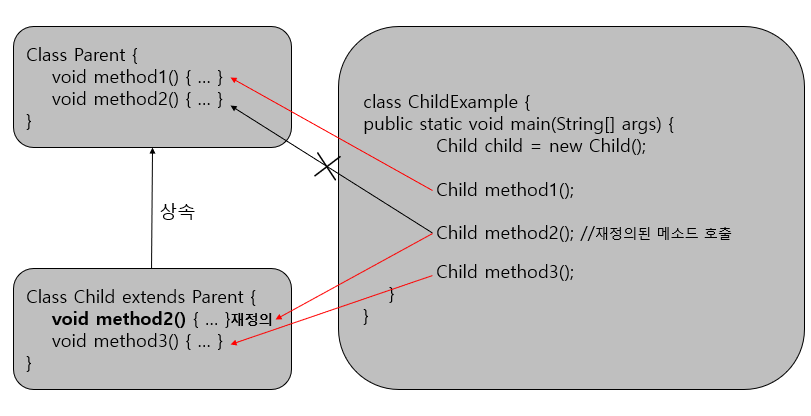 Class Parent {
void method1() { ... }
void method2() { ... }
}
상속
Class Child extends Parent {
void method2() { ... }재정의
void method3() { ... }
}
class ChildExample {
public static void main(String[] args) {
Child child = new Child();
Child method1();
Child method2(); //재정의된 메소드 호출
Child method3();
}
}